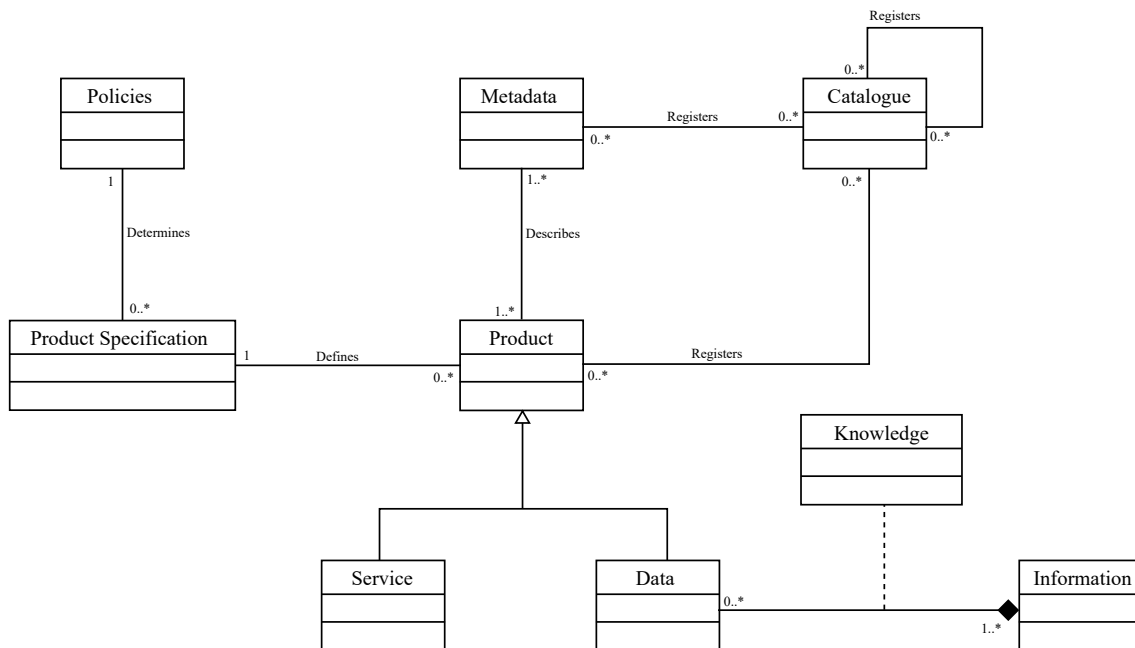 Registers
0..*
Policies
Metadata
Catalogue
Registers
0..*
0..*
0..*
1
1..*
0..*
Determines
Describes
0..*
1..*
Product Specification
Product
1
Defines
Registers
0..*
0..*
Knowledge
Service
Data
Information
0..*
1..*